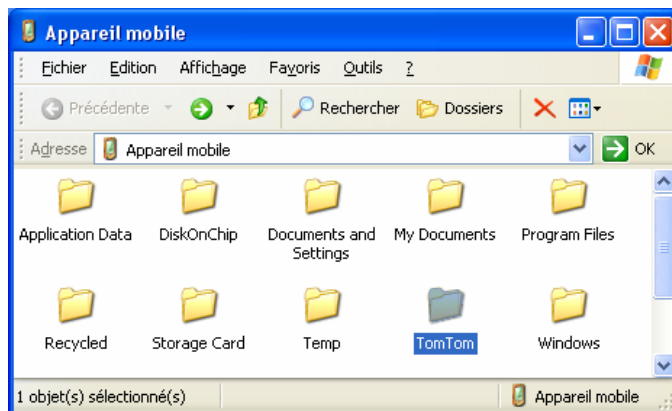 Appareil mobile
Fichier Edition Affichage Favoris Outils ?
Précédente Rechercher Dossiers
Adresse Appareil mobile OK
Application Data DiskOnChip Documents and Settings My Documents Program Files
Recycled Storage Card Temp TomTom Windows
1 objet(s) sélectionné(s) Appareil mobile